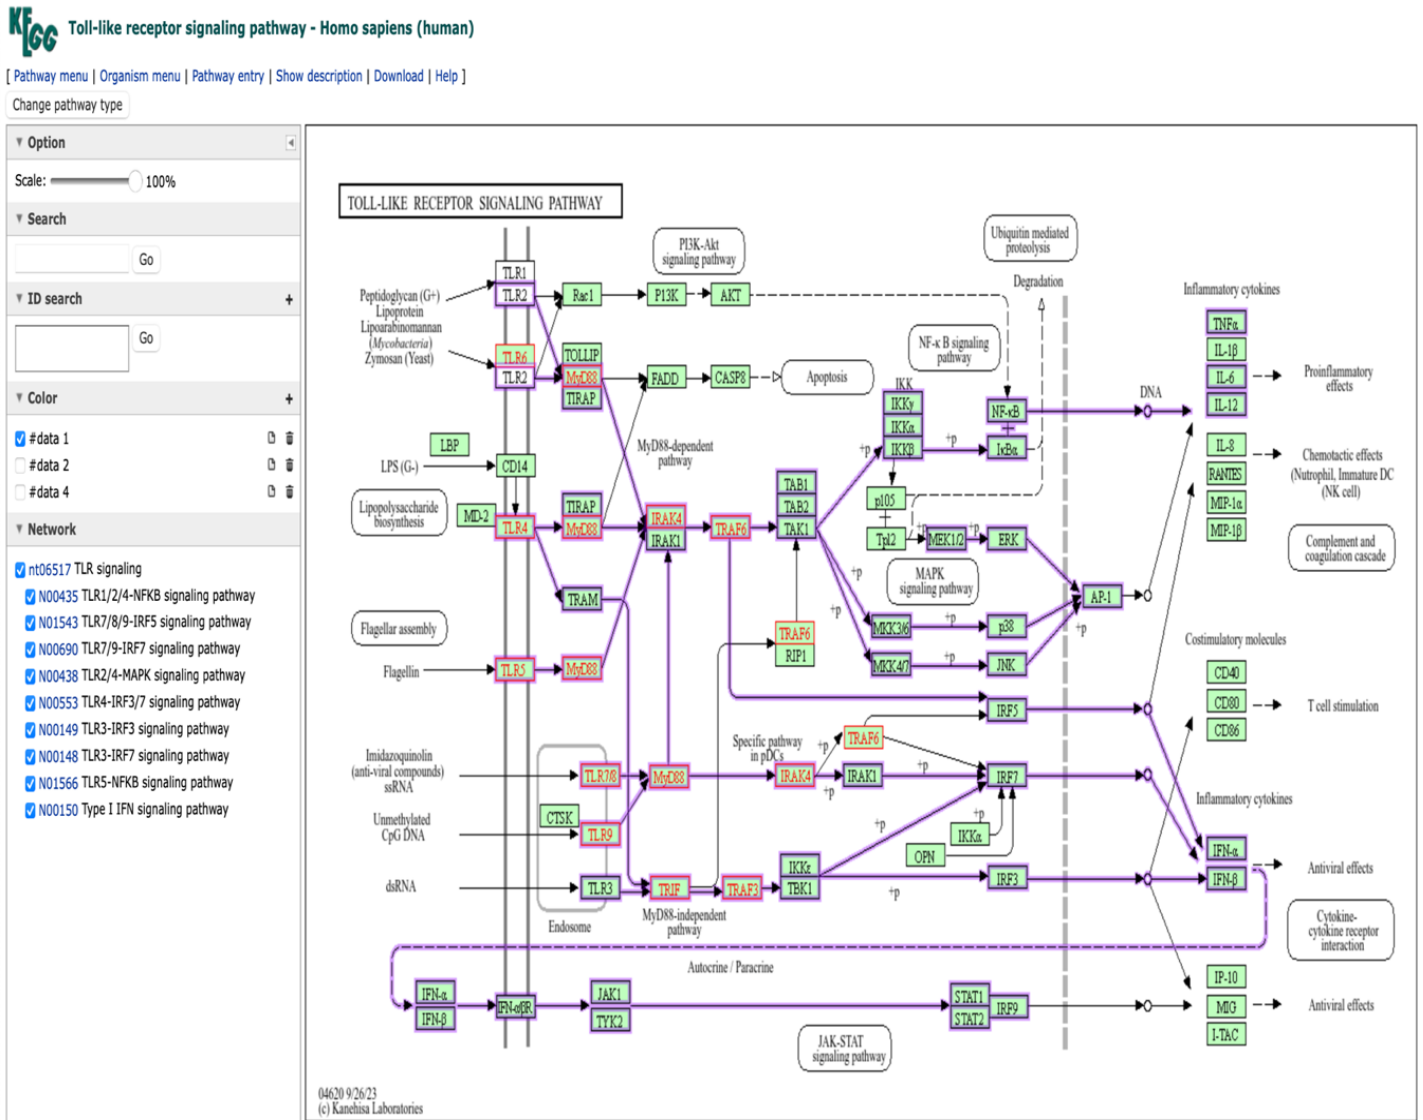 KEGG
Toll-like receptor signaling pathway - Homo sapiens (human)
[ Pathway menu | Organism menu | Pathway entry | Show description | Download | Help ]
Change pathway type
▼ Option
Scale: 100%
▼ Search
Go
▼ ID search +
Go
▼ Color +
#data 1
#data 2
#data 4
▼ Network
nt06517 TLR signaling
N00435 TLR1/2/4-NFKB signaling pathway
N01543 TLR7/8/9-IRF5 signaling pathway
N00690 TLR7/9-IRF7 signaling pathway
N00438 TLR2/4-MAPK signaling pathway
N00553 TLR4-IRF3/7 signaling pathway
N00149 TLR3-IRF3 signaling pathway
N00148 TLR3-IRF7 signaling pathway
N01566 TLR5-NFKB signaling pathway
N00150 Type I IFN signaling pathway
TOLL-LIKE RECEPTOR SIGNALING PATHWAY
Peptidoglycan (G+)
Lipoprotein
Lipoarabinomannan
(Mycobacteria)
Zymosan (Yeast)
TLR1
TLR2
TLR6
TLR2
Rac1
P13K
AKT
PI3K-Akt
signaling pathway
TOLLIP
MyD88
TIRAP
FADD
CASP8
Apoptosis
Ubiquitin mediated
proteolysis
Degradation
NF-κ B signaling
pathway
IKK
IKKγ
IKKα
IKKβ
+p
+p
NF-κB
IκBα
DNA
LBP
LPS (G-)
CD14
MyD88-dependent
pathway
Lipopolysaccharide
biosynthesis
MD-2
TLR4
TIRAP
MyD88
IRAK4
IRAK1
TRAF6
TAB1
TAB2
TAK1
p105
Tpl2
+p
MEK1/2
+p
ERK
MAPK
signaling pathway
TRAM
+p
+p
MKK3/6
+p
p38
MKK4/7
+p
JNK
AP-1
+p
Flagellar assembly
Flagellin
TLR5
MyD88
TRAF6
RIP1
IRF5
Specific pathway
in pDCs
TRAF6
+p
Imidazoquinolin
(anti-viral compounds)
ssRNA
TLR7/8
MyD88
IRAK4
+p
IRAK1
+p
IRF7
Unmethylated
CpG DNA
CTSK
TLR9
+p
IKKα
+p
OPN
dsRNA
TLR3
TRIF
TRAF3
IKKε
TBK1
+p
IRF3
Endosome
MyD88-independent
pathway
Inflammatory cytokines
TNFα
IL-1β
IL-6
IL-12
Proinflammatory
effects
IL-8
RANTES
MIP-1α
MIP-1β
Chemotactic effects
(Nutrophil, Immature DC
(NK cell)
Complement and
coagulation cascade
Costimulatory molecules
CD40
CD80
CD86
T cell stimulation
Inflammatory cytokines
IFN-α
IFN-β
Antiviral effects
Cytokine-
cytokine receptor
interaction
Autocrine / Paracrine
IFN-α
IFN-β
IFN-αβR
JAK1
TYK2
STAT1
STAT2
IRF9
JAK-STAT
signaling pathway
IP-10
MIG
I-TAC
Antiviral effects
04620 9/26/23
(c) Kanehisa Laboratories